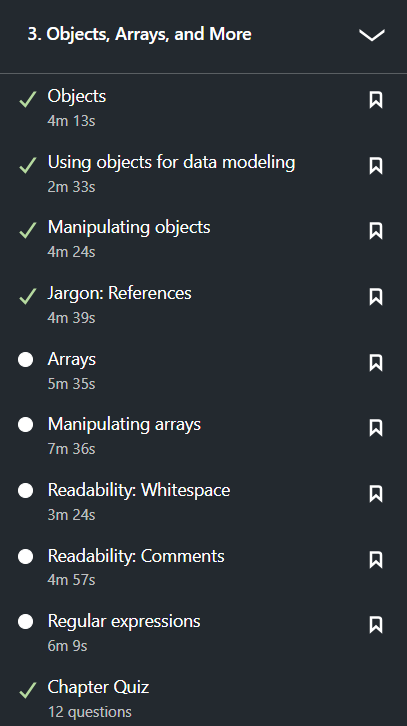 3. Objects, Arrays, and More
Objects
4m 13s
Using objects for data modeling
2m 33s
Manipulating objects
4m 24s
Jargon: References
4m 39s
Arrays
5m 35s
Manipulating arrays
7m 36s
Readability: Whitespace
3m 24s
Readability: Comments
4m 57s
Regular expressions
6m 9s
Chapter Quiz
12 questions